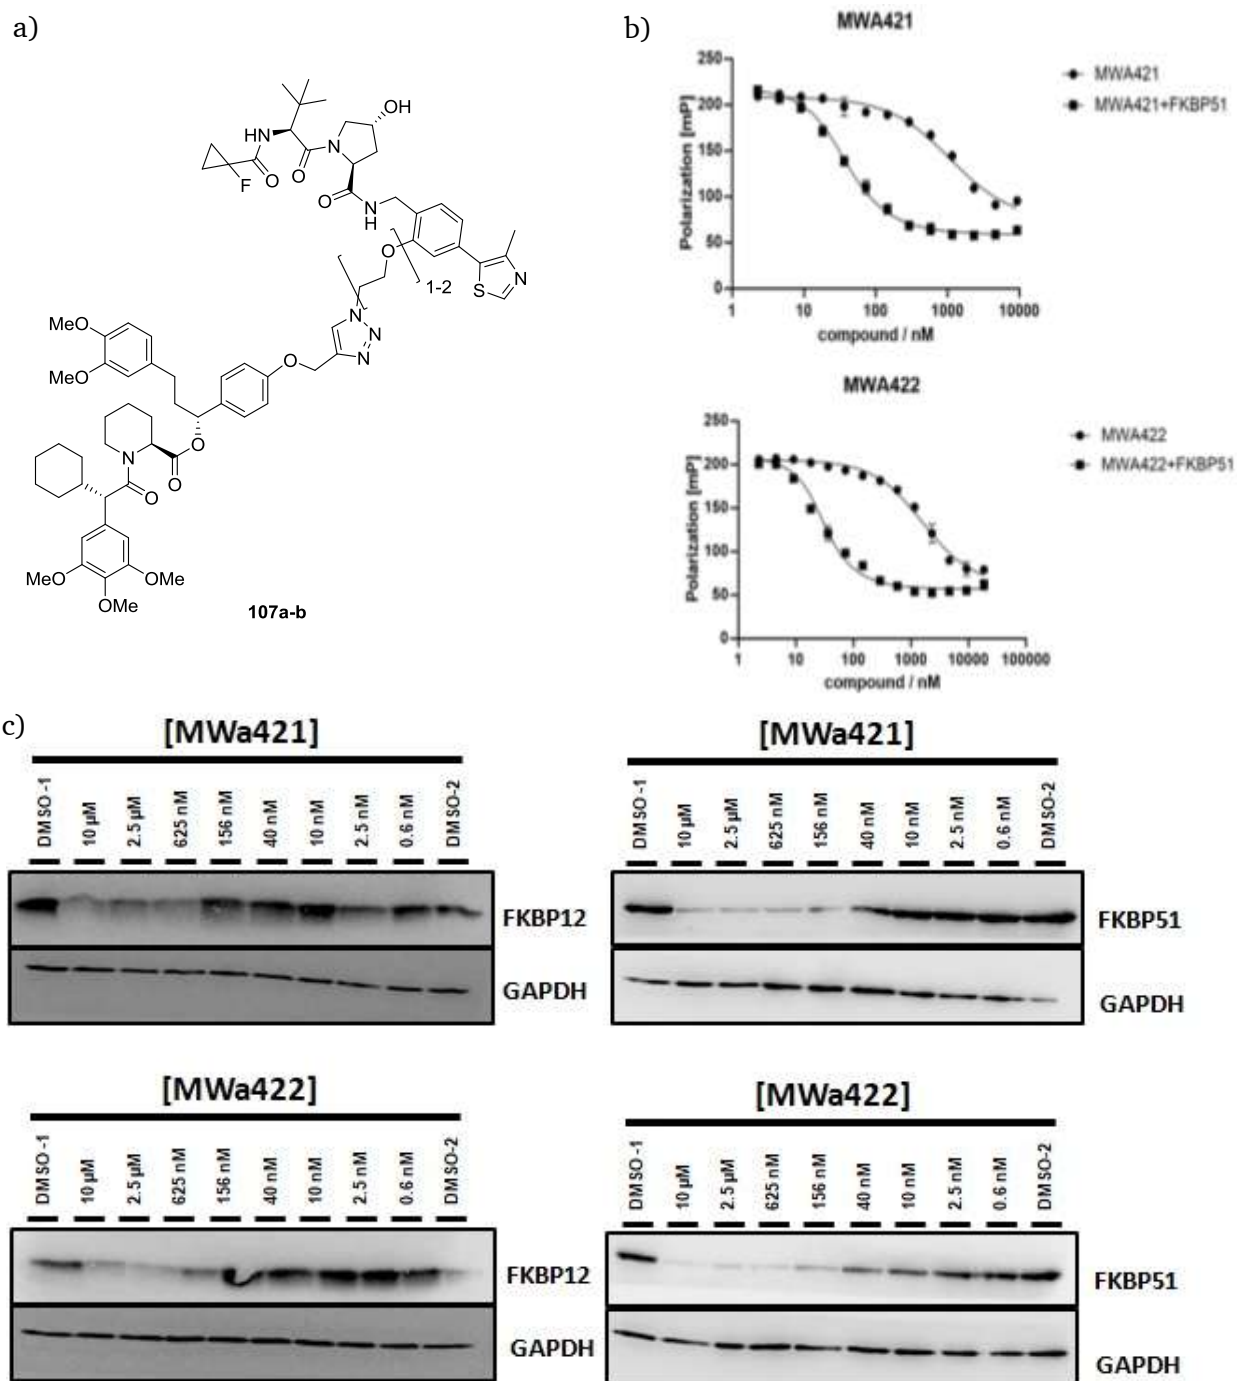 a)
OH
HN
O
N
F
O
O
N
H
O
1-2
S
N
N
N
N
MeO
MeO
O
O
N
O
O
MeO
OMe
OMe
107a-b
b)
MWA421
250
200
150
100
50
0
Polarization [mP]
1
10
100
1000
10000
compound / nM
MWA421
MWA421+FKBP51
MWA422
250
200
150
100
50
0
Polarization [mP]
1
10
100
1000
10000
100000
compound / nM
MWA422
MWA422+FKBP51
c)
[MWa421]
DMSO-1
10 µM
2.5 µM
625 nM
156 nM
40 nM
10 nM
2.5 nM
0.6 nM
DMSO-2
FKBP12
GAPDH
[MWa421]
DMSO-1
10 µM
2.5 µM
625 nM
156 nM
40 nM
10 nM
2.5 nM
0.6 nM
DMSO-2
FKBP51
GAPDH
[MWa422]
DMSO-1
10 µM
2.5 µM
625 nM
156 nM
40 nM
10 nM
2.5 nM
0.6 nM
DMSO-2
FKBP12
GAPDH
[MWa422]
DMSO-1
10 µM
2.5 µM
625 nM
156 nM
40 nM
10 nM
2.5 nM
0.6 nM
DMSO-2
FKBP51
GAPDH